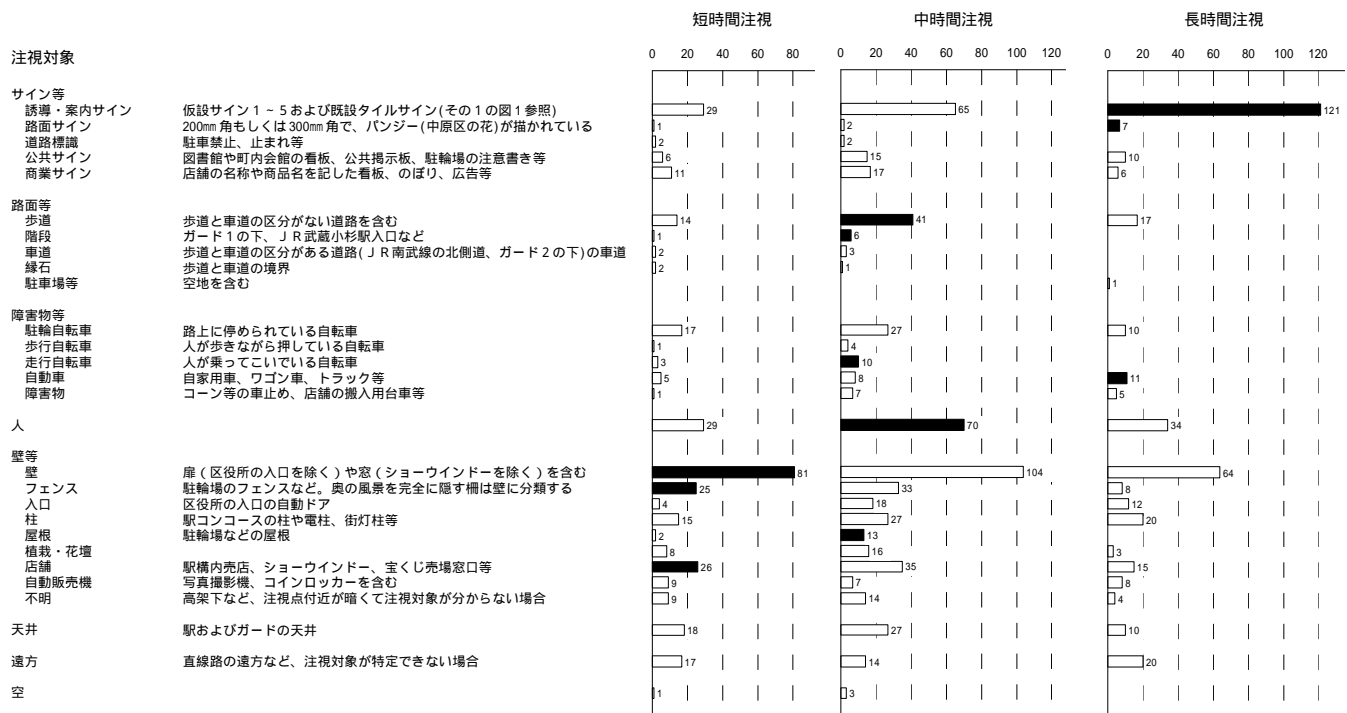 短時間注視 中時間注視 長時間注視
注視対象 0 20 40 60 80 0 20 40 60 80 100 120 0 20 40 60 80 100 120
サイン等
誘導・案内サイン 仮設サイン1~5および既設タイルサイン(その1の図1参照) 29 65 121
路面サイン 200mm角もしくは300mm角で、パンジー(中原区の花)が描かれている 1 2 7
道路標識 駐車禁止、止まれ等 2 2
公共サイン 図書館や町内会館の看板、公共掲示板、駐輪場の注意書き等 6 15 10
商業サイン 店舗の名称や商品名を記した看板、のぼり、広告等 11 17 6
路面等
歩道 歩道と車道の区分がない道路を含む 14 41 17
階段 ガード1の下、JR武蔵小杉駅入口など 1 6
車道 歩道と車道の区分がある道路(JR南武線の北側道、ガード2の下)の車道 2 3
縁石 歩道と車道の境界 2 1
駐車場等 空地を含む 1
障害物等
駐輪自転車 路上に停められている自転車 17 27 10
歩行自転車 人が歩きながら押している自転車 1 4
走行自転車 人が乗ってこいでいる自転車 3 10
自動車 自家用車、ワゴン車、トラック等 5 8 11
障害物 コーン等の車止め、店舗の搬入用台車等 1 7 5
人 29 70 34
壁等
壁 扉(区役所の入口を除く)や窓(ショーウインドーを除く)を含む 81 104 64
フェンス 駐輪場のフェンスなど。奥の風景を完全に隠す柵は壁に分類する 25 33 8
入口 区役所の入口の自動ドア 4 18 12
柱 駅コンコースの柱や電柱、街灯柱等 15 27 20
屋根 駐輪場などの屋根 2 13
植栽・花壇 8 16 3
店舗 駅構内売店、ショーウインドー、宝くじ売場窓口等 26 35 15
自動販売機 写真撮影機、コインロッカーを含む 9 7 8
不明 高架下など、注視点付近が暗くて注視対象が分からない場合 9 14 4
天井 駅およびガードの天井 18 27 10
遠方 直線路の遠方など、注視対象が特定できない場合 17 14 20
空 1 3